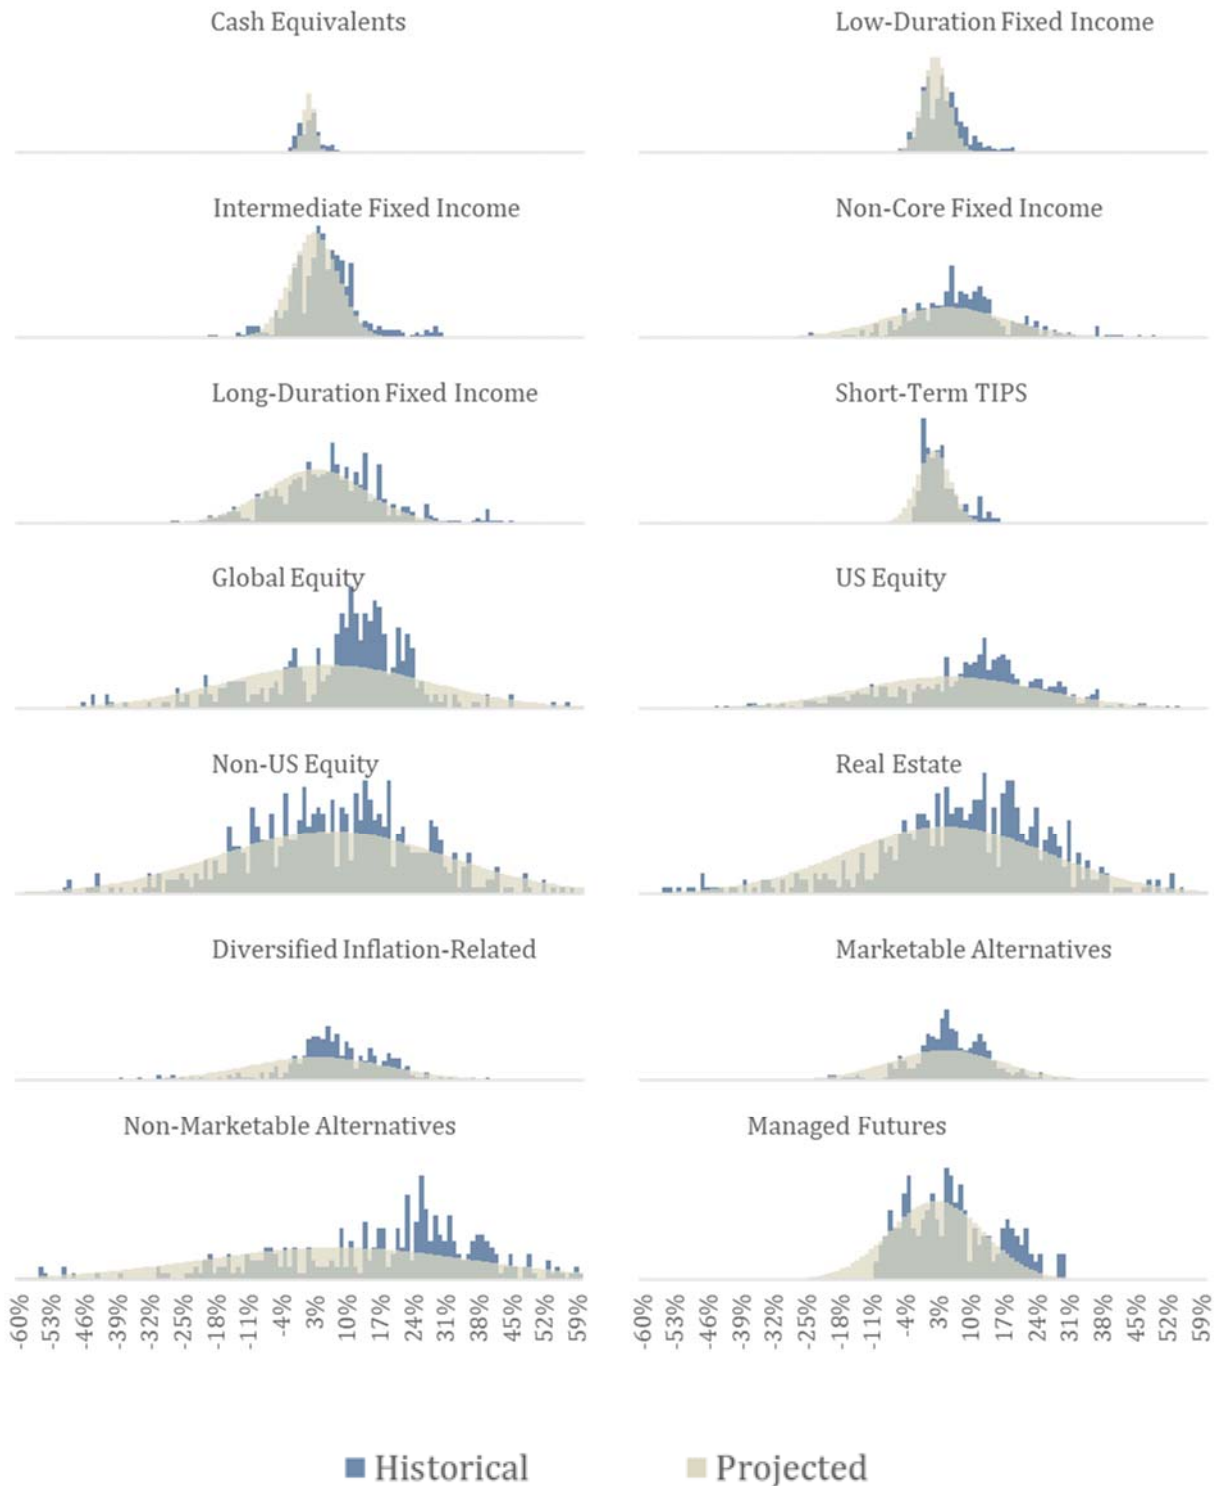 Cash Equivalents
Low-Duration Fixed Income
Intermediate Fixed Income
Non-Core Fixed Income
Long-Duration Fixed Income
Short-Term TIPS
Global Equity
US Equity
Non-US Equity
Real Estate
Diversified Inflation-Related
Marketable Alternatives
Non-Marketable Alternatives
Managed Futures
-60% -53% -46% -39% -32% -25% -18% -11% -4% 3% 10% 17% 24% 31% 38% 45% 52% 59%
-60% -53% -46% -39% -32% -25% -18% -11% -4% 3% 10% 17% 24% 31% 38% 45% 52% 59%
Historical
Projected